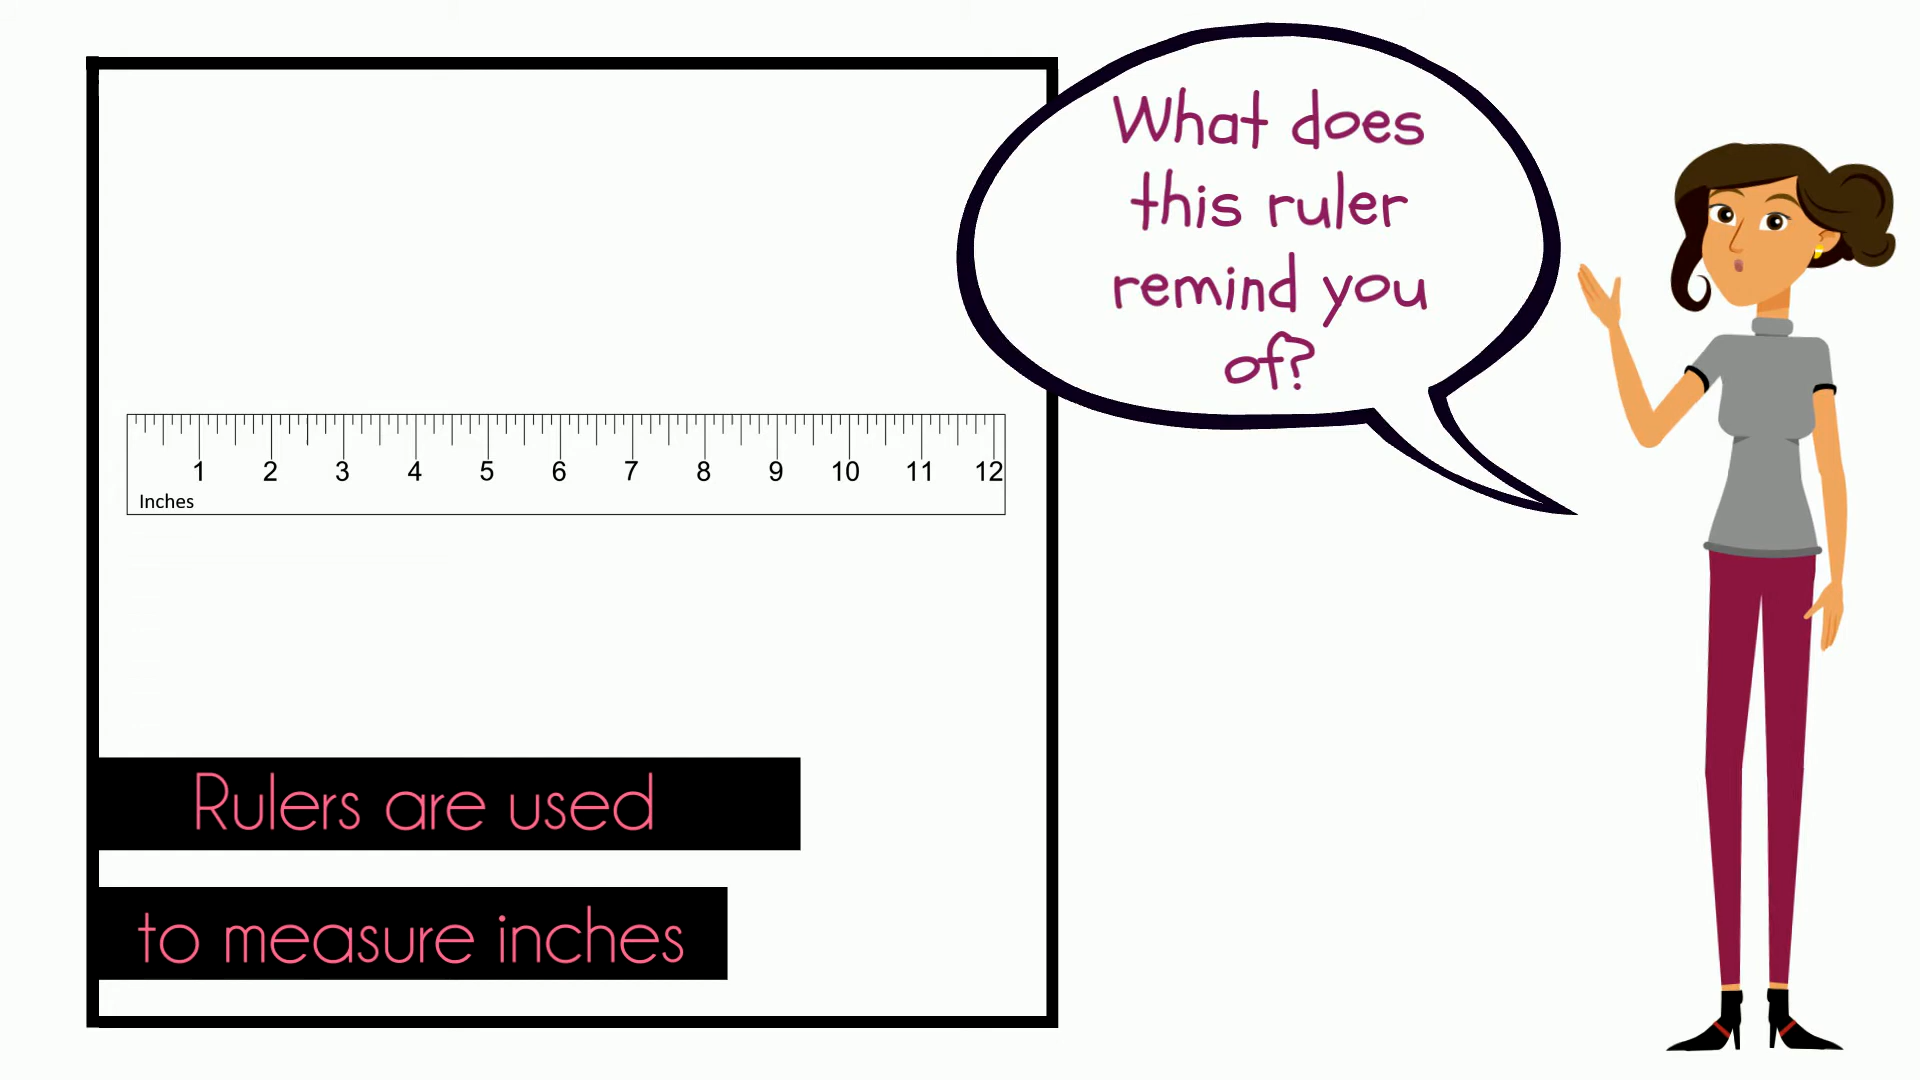 What does
this ruler
remind you
of?
1 2 3 4 5 6 7 8 9 10 11 12
Inches
Rulers are used
to measure inches